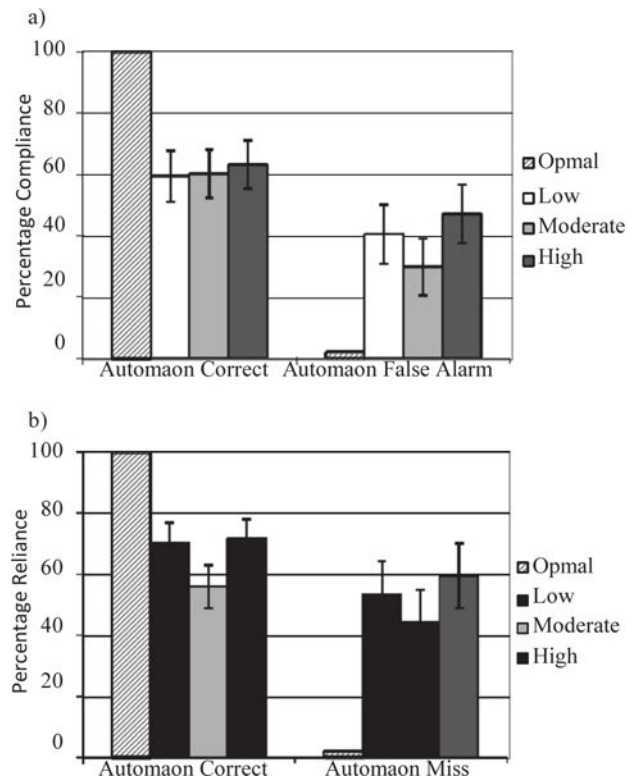 a)
100
80
60
40
20
0
Percentage Compliance
Automaon Correct
Automaon False Alarm
Opmal
Low
Moderate
High
b)
100
80
60
40
20
0
Percentage Reliance
Automaon Correct
Automaon Miss
Opmal
Low
Moderate
High